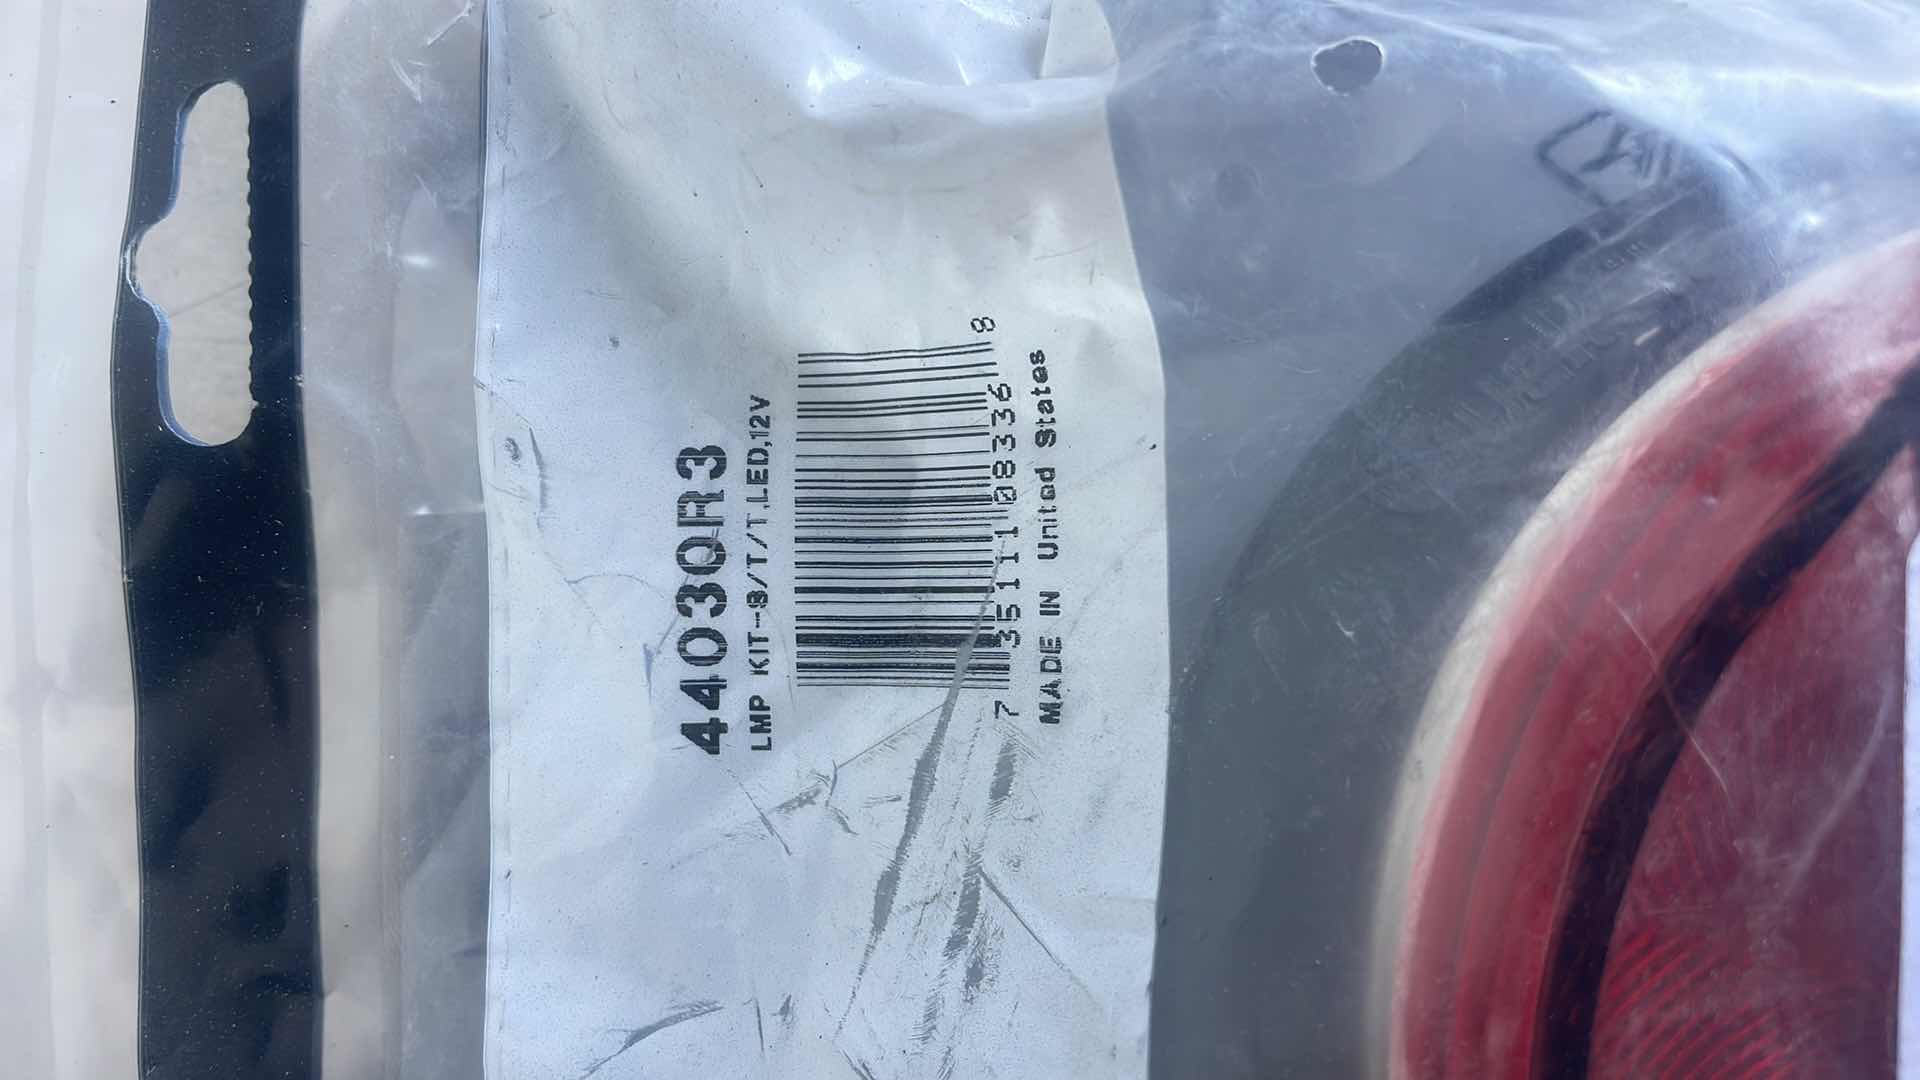 44030R3
LMP KIT-S/T/T,LED,12V
7 35111 08336 8
MADE IN United States